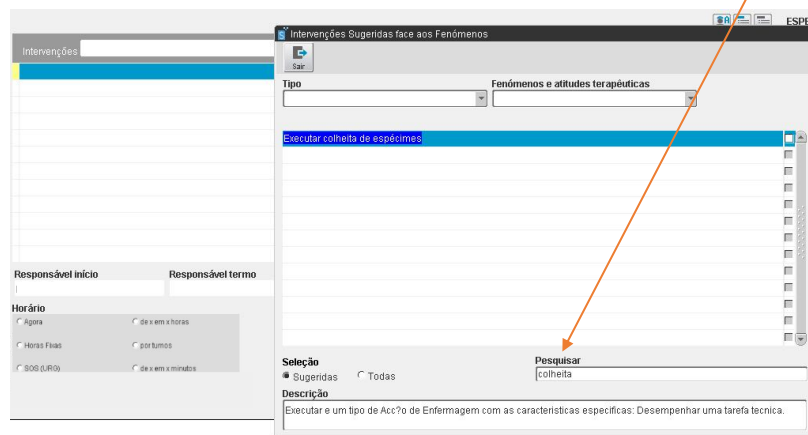 ESPE
Intervenções Sugeridas face aos Fenómenos
Intervenções
Sair
Tipo
Fenómenos e atitudes terapêuticas
Executar colheita de espécimes
Responsável início
Responsável termo
Horário
Agora
de x em x horas
Horas Fixas
por turnos
SOS (URG)
de x em x minutos
Seleção
Pesquisar
Sugeridas
Todas
colheita
Descrição
Executar e um tipo de Acc?o de Enfermagem com as caracteristicas especificas: Desempenhar uma tarefa tecnica.